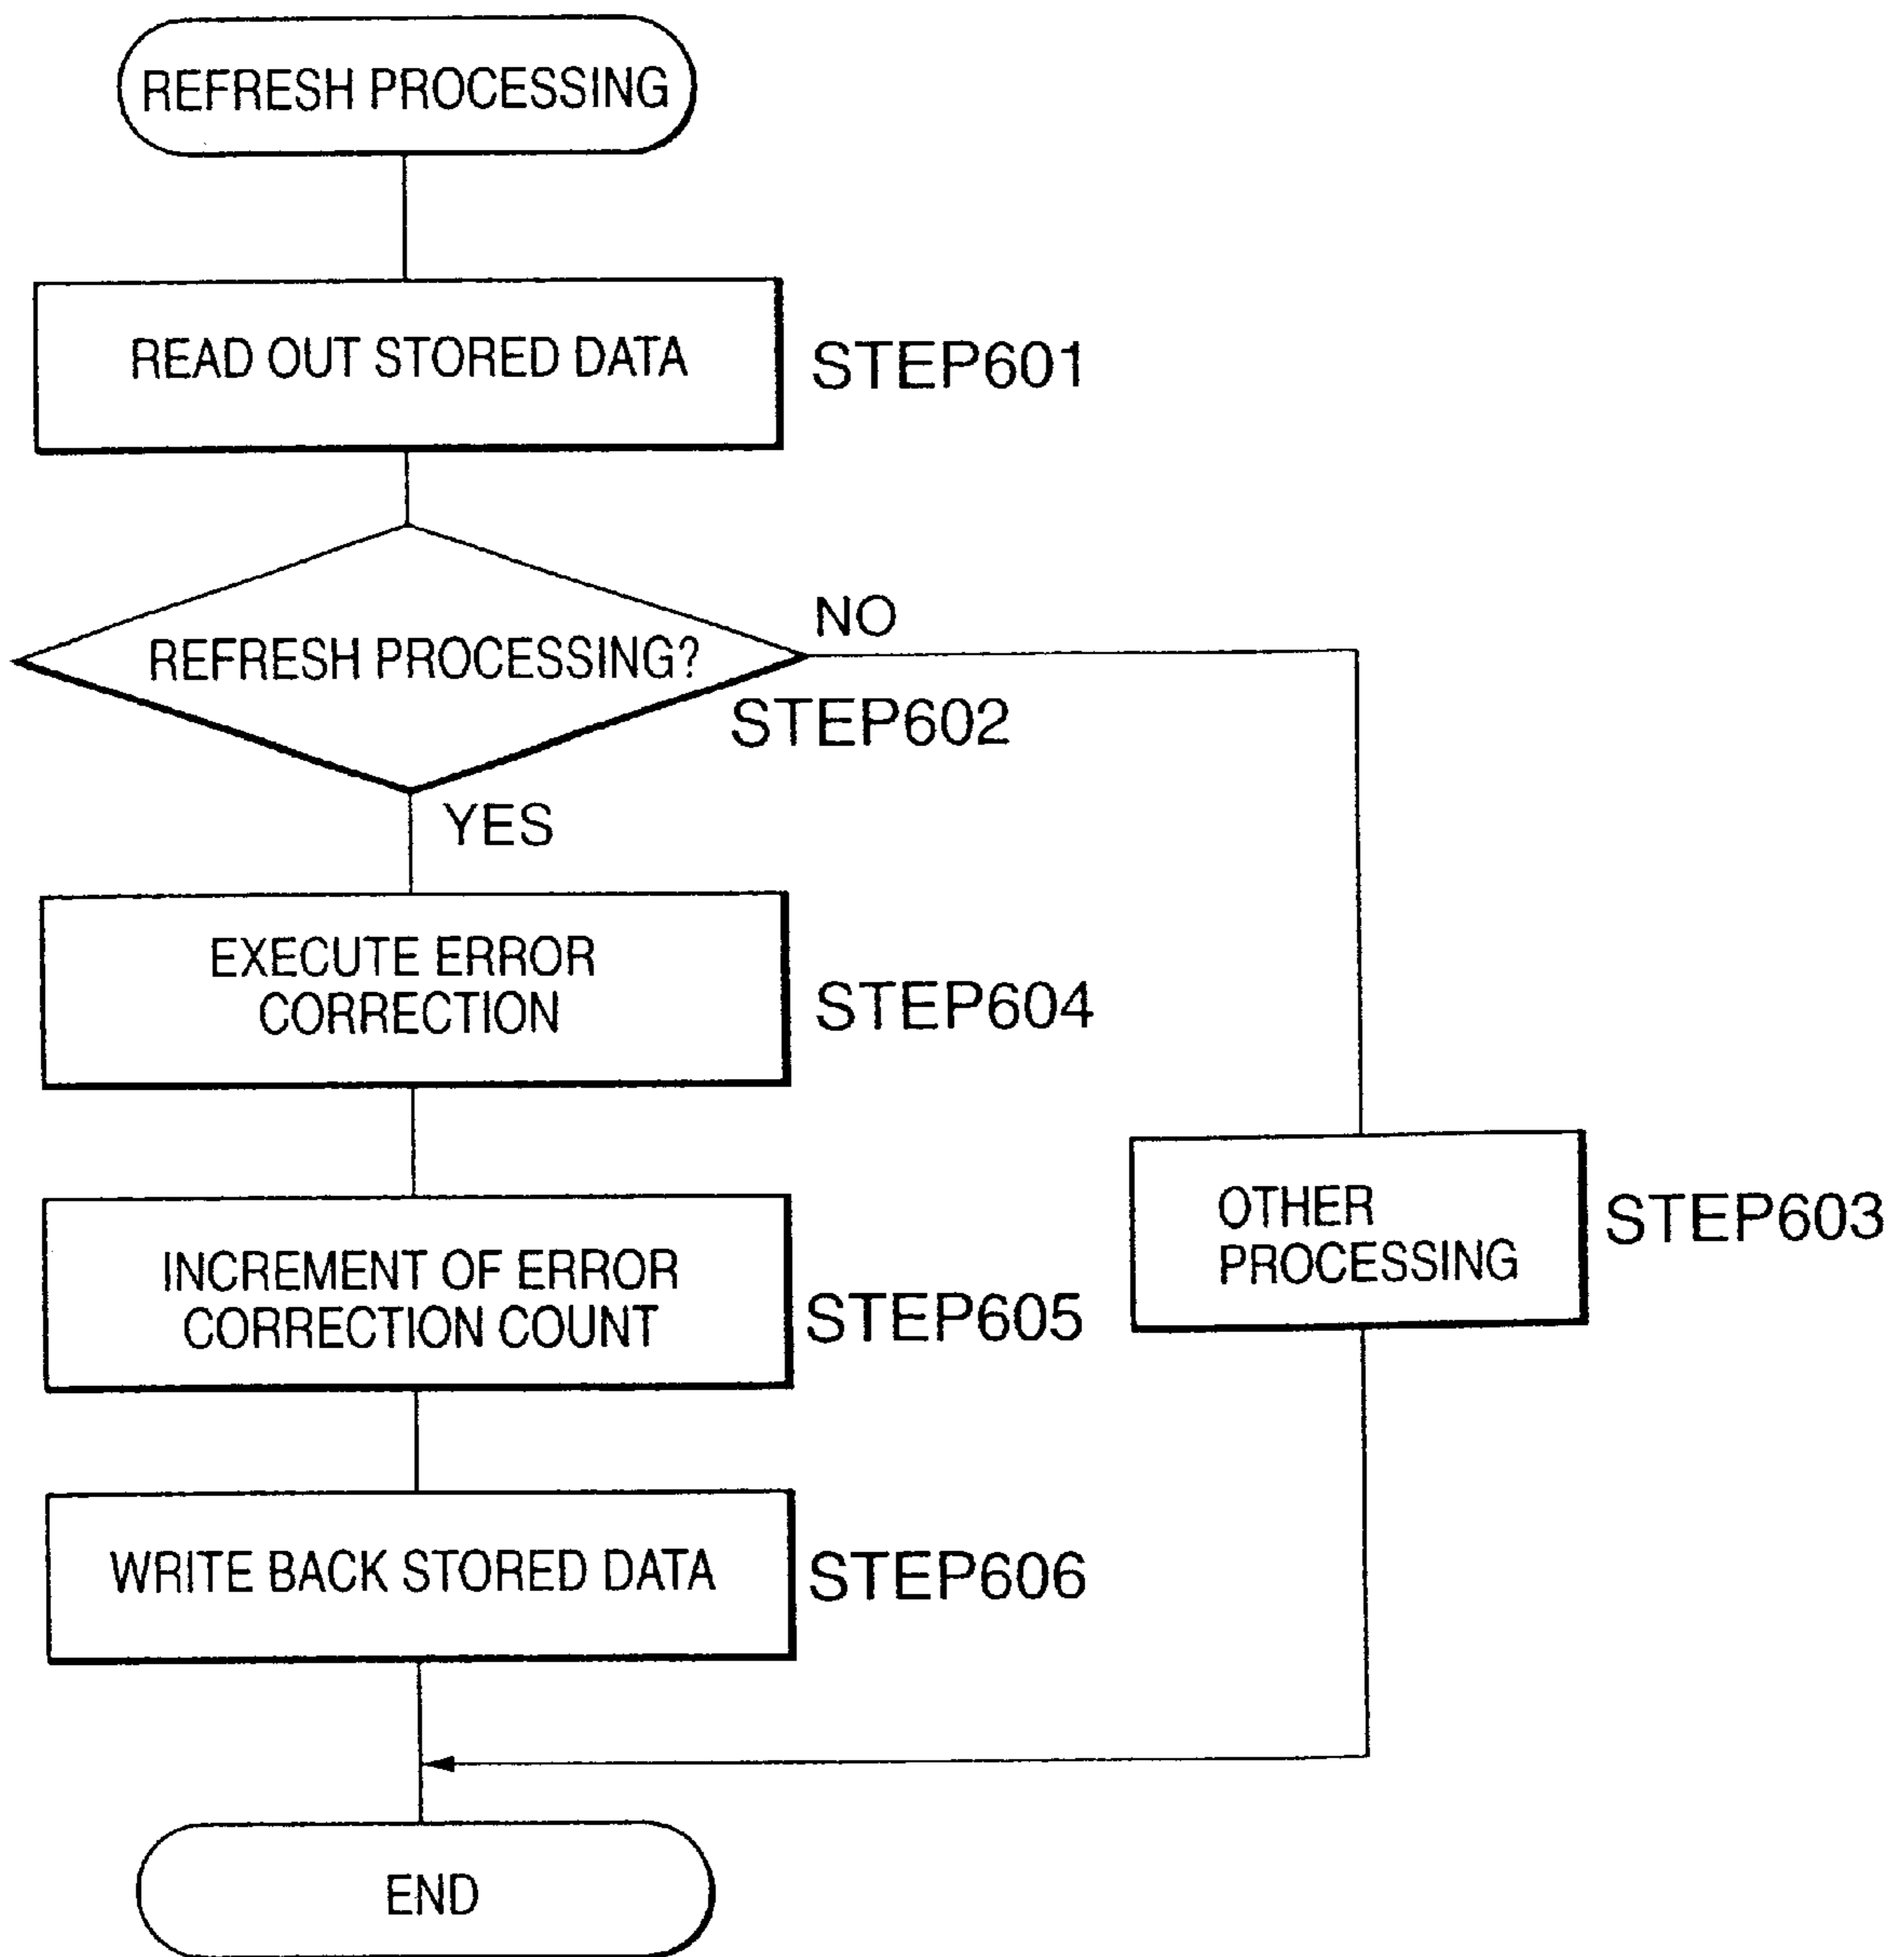 REFRESH PROCESSING
READ OUT STORED DATA
STEP601
REFRESH PROCESSING?
NO
STEP602
YES
EXECUTE ERROR
CORRECTION
STEP604
OTHER
PROCESSING
STEP603
INCREMENT OF ERROR
CORRECTION COUNT
STEP605
WRITE BACK STORED DATA
STEP606
END